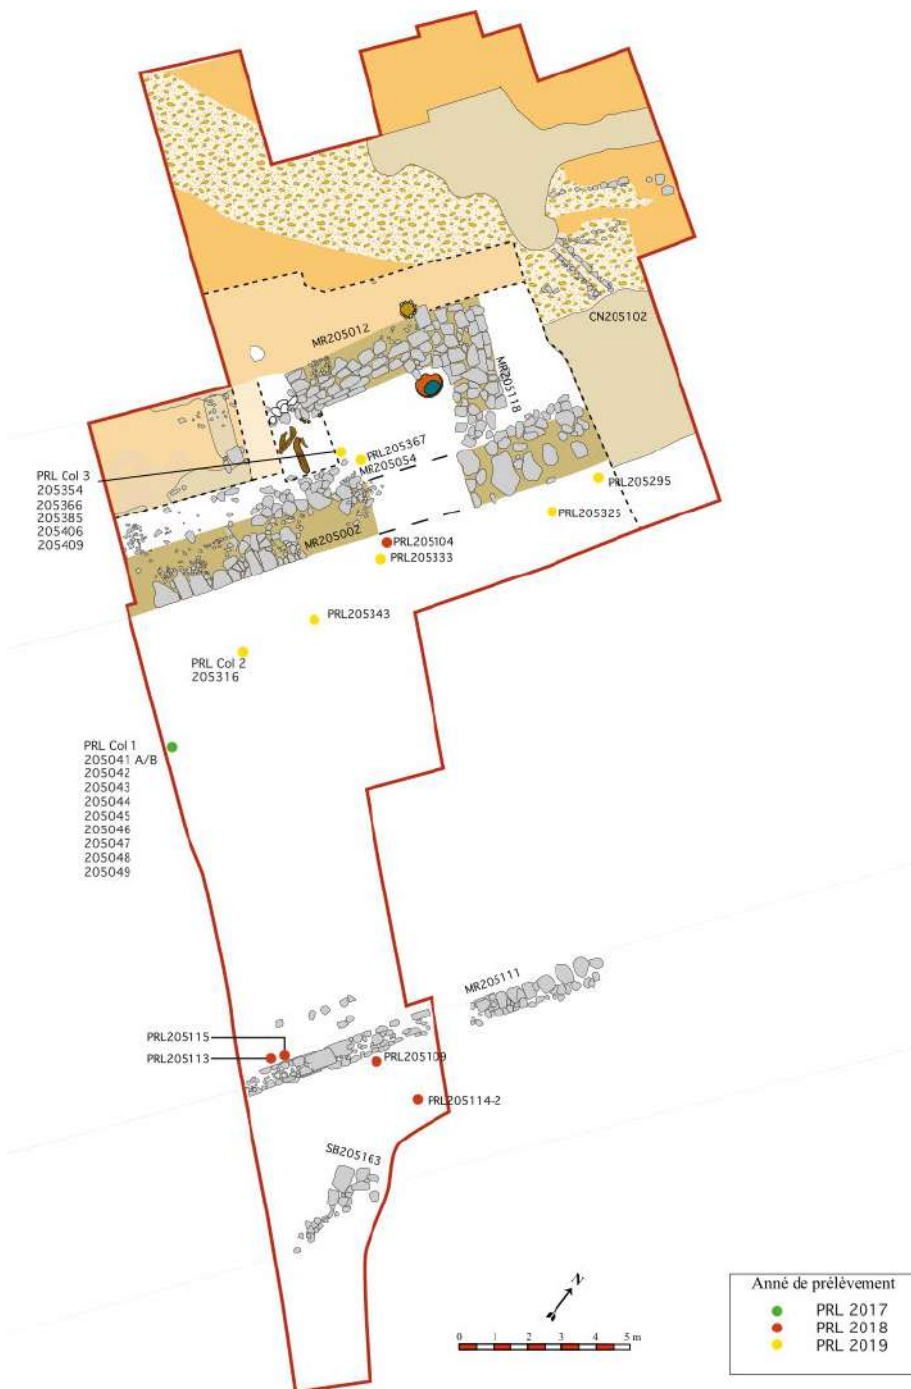 MR205012
CN205102
MR205118
PRL205367
MR205054
PRL Col 3
205354
205366
205385
205406
205409
PRL205295
PRL205325
MR205002
PRL205104
PRL205333
PRL205343
PRL Col 2
205316
PRL Col 1
205041 A/B
205042
205043
205044
205045
205046
205047
205048
205049
MR205111
PRL205115
PRL205113
PRL205109
PRL205114-2
SB205163
N
0 1 2 3 4 5 m
Anné de prélèvement
PRL 2017
PRL 2018
PRL 2019